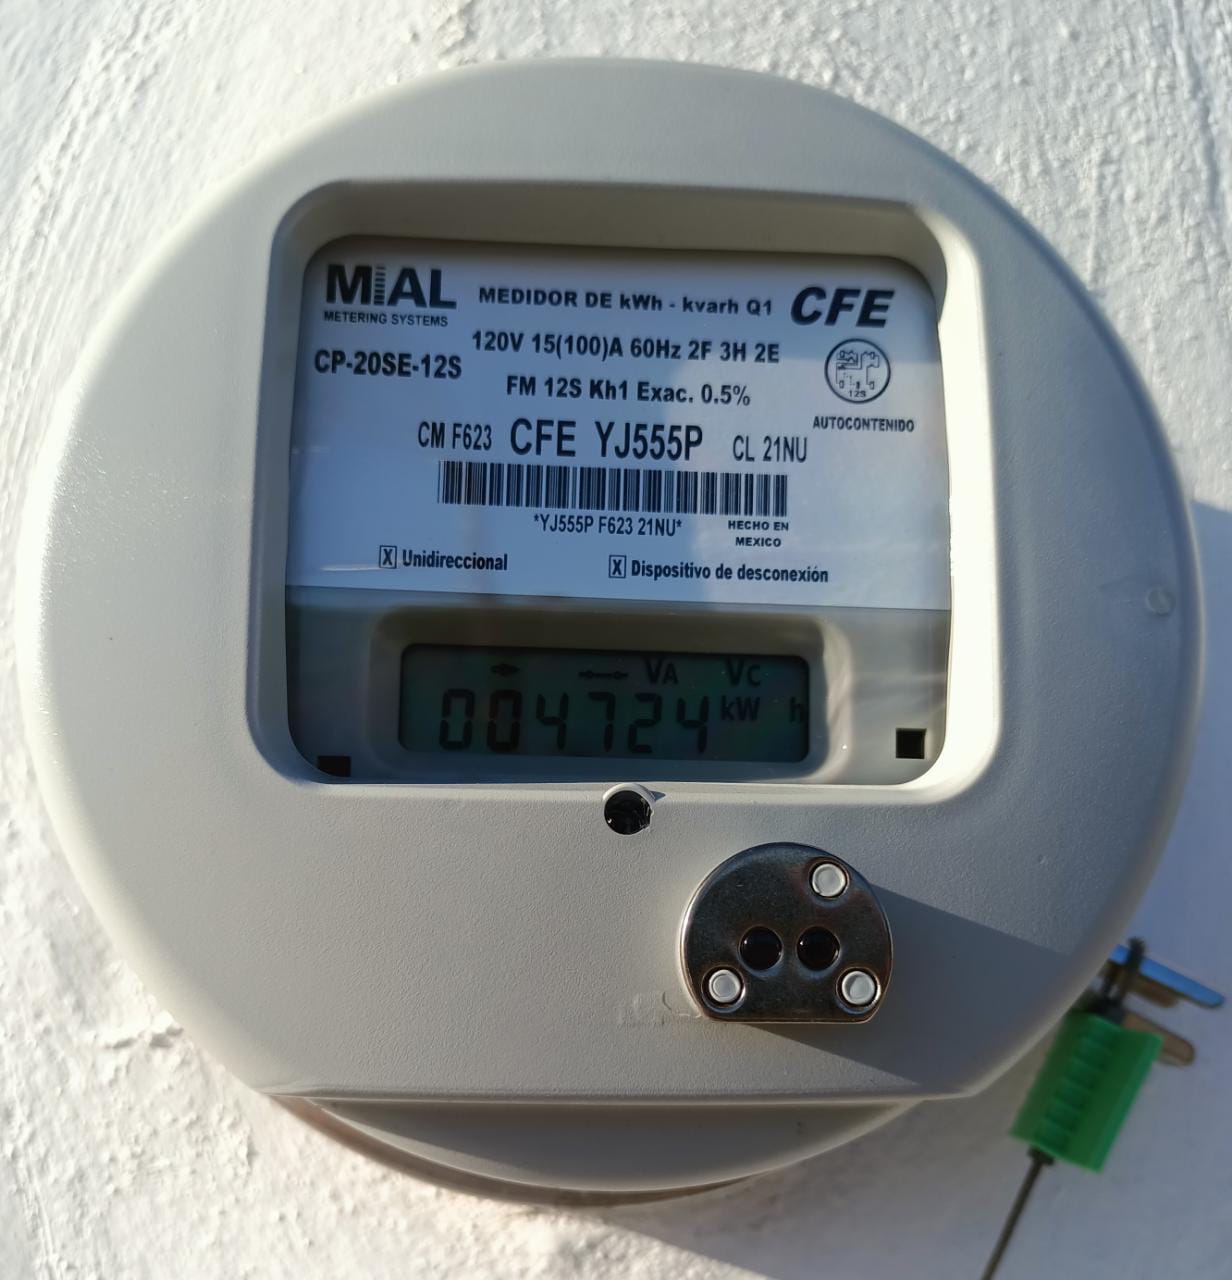 MIAL
METERING SYSTEMS
MEDIDOR DE kWh - kvarh Q1
CFE
120V 15(100)A 60Hz 2F 3H 2E
CP-20SE-12S
FM 12S Kh1 Exac. 0.5%
12S
AUTOCONTENIDO
CM F623 CFE YJ555P CL 21NU
*YJ555P F623 21NU*
HECHO EN
MEXICO
X Unidireccional
X Dispositivo de desconexión
VA VC
004724 kW h